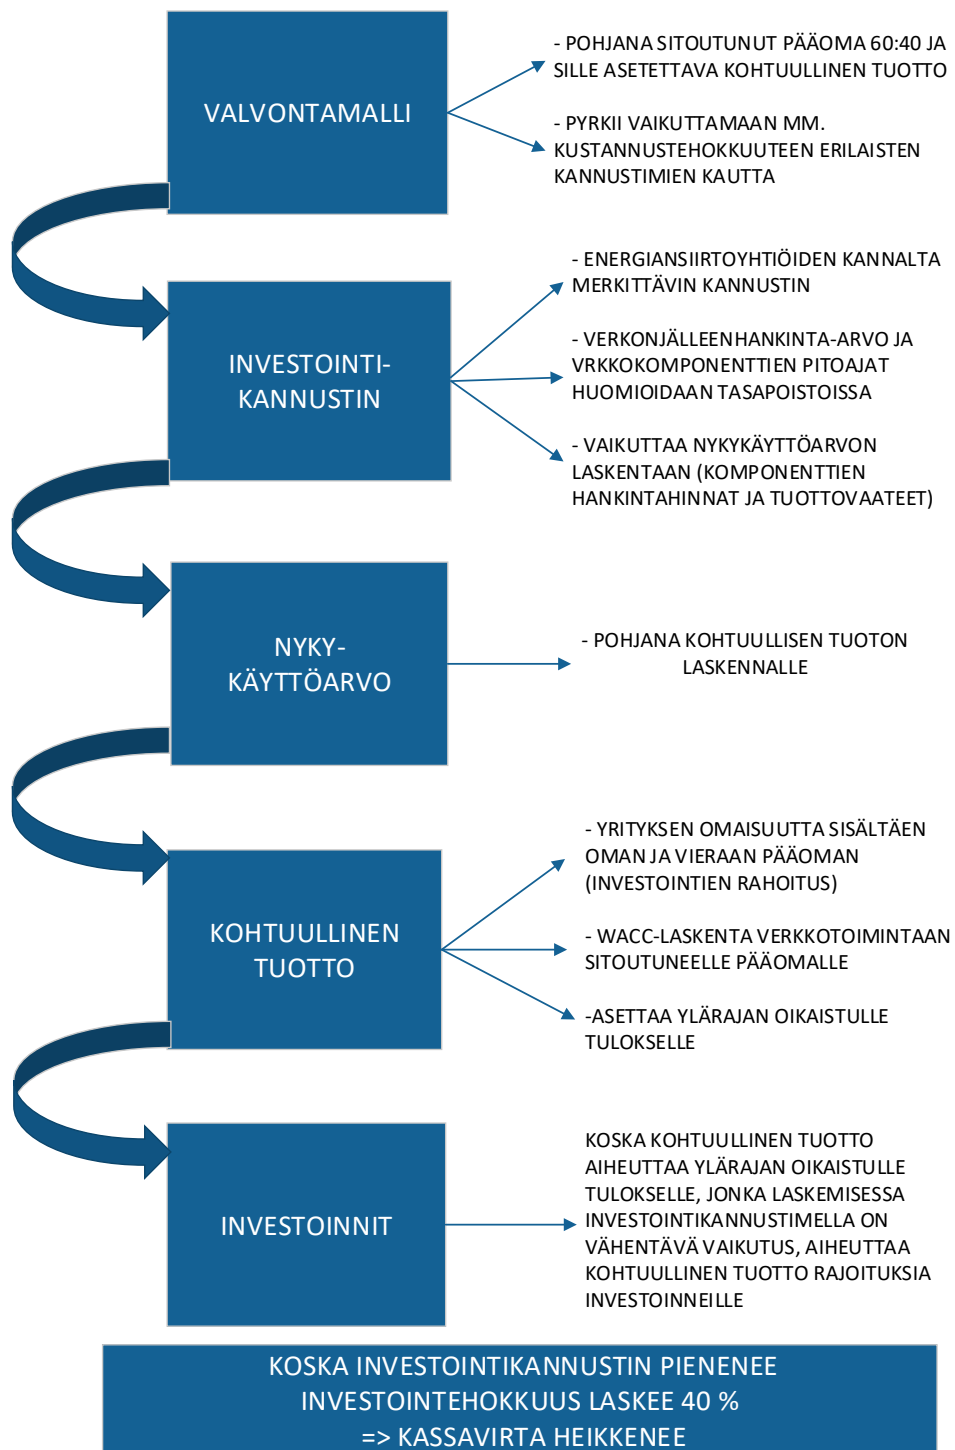 VALVONTAMALLI
- POHJANA SITOUTUNUT PÄÄOMA 60:40 JA
SILLE ASETETTAVA KOHTUULLINEN TUOTTO
- PYRKII VAIKUTTAMAAN MM.
KUSTANNUSTEHOKKUUTEEN ERILAISTEN
KANNUSTIMIEN KAUTTA
INVESTOINTI-
KANNUSTIN
- ENERGIANSIIRTOYHTIÖIDEN KANNALTA
MERKITTÄVIN KANNUSTIN
- VERKONJÄLLEENHANKINTA-ARVO JA
VRKKOKOMPONENTTIEN PITOAJAT
HUOMIOIDAAN TASAPOISTOISSA
- VAIKUTTAA NYKYKÄYTTÖARVON
LASKENTAAN (KOMPONENTTIEN
HANKINTAHINNAT JA TUOTTOVAATEET)
NYKY-
KÄYTTÖARVO
- POHJANA KOHTUULLISEN TUOTON
LASKENNALLE
KOHTUULLINEN
TUOTTO
- YRITYKSEN OMAISUUTTA SISÄLTÄEN
OMAN JA VIERAAN PÄÄOMAN
(INVESTOINTIEN RAHOITUS)
- WACC-LASKENTA VERKKOTOIMINTAAN
SITOUTUNEELLE PÄÄOMALLE
-ASETTAA YLÄRAJAN OIKAISTULLE
TULOKSELLE
INVESTOINNIT
KOSKA KOHTUULLINEN TUOTTO
AIHEUTTAA YLÄRAJAN OIKAISTULLE
TULOKSELLE, JONKA LASKEMISESSA
INVESTOINTIKANNUSTIMELLA ON
VÄHENTÄVÄ VAIKUTUS, AIHEUTTAA
KOHTUULLINEN TUOTTO RAJOITUKSIA
INVESTOINNEILLE
KOSKA INVESTOINTIKANNUSTIN PIENENEE
INVESTOINTEHOKKUUS LASKEE 40 %
=> KASSAVIRTA HEIKKENEE